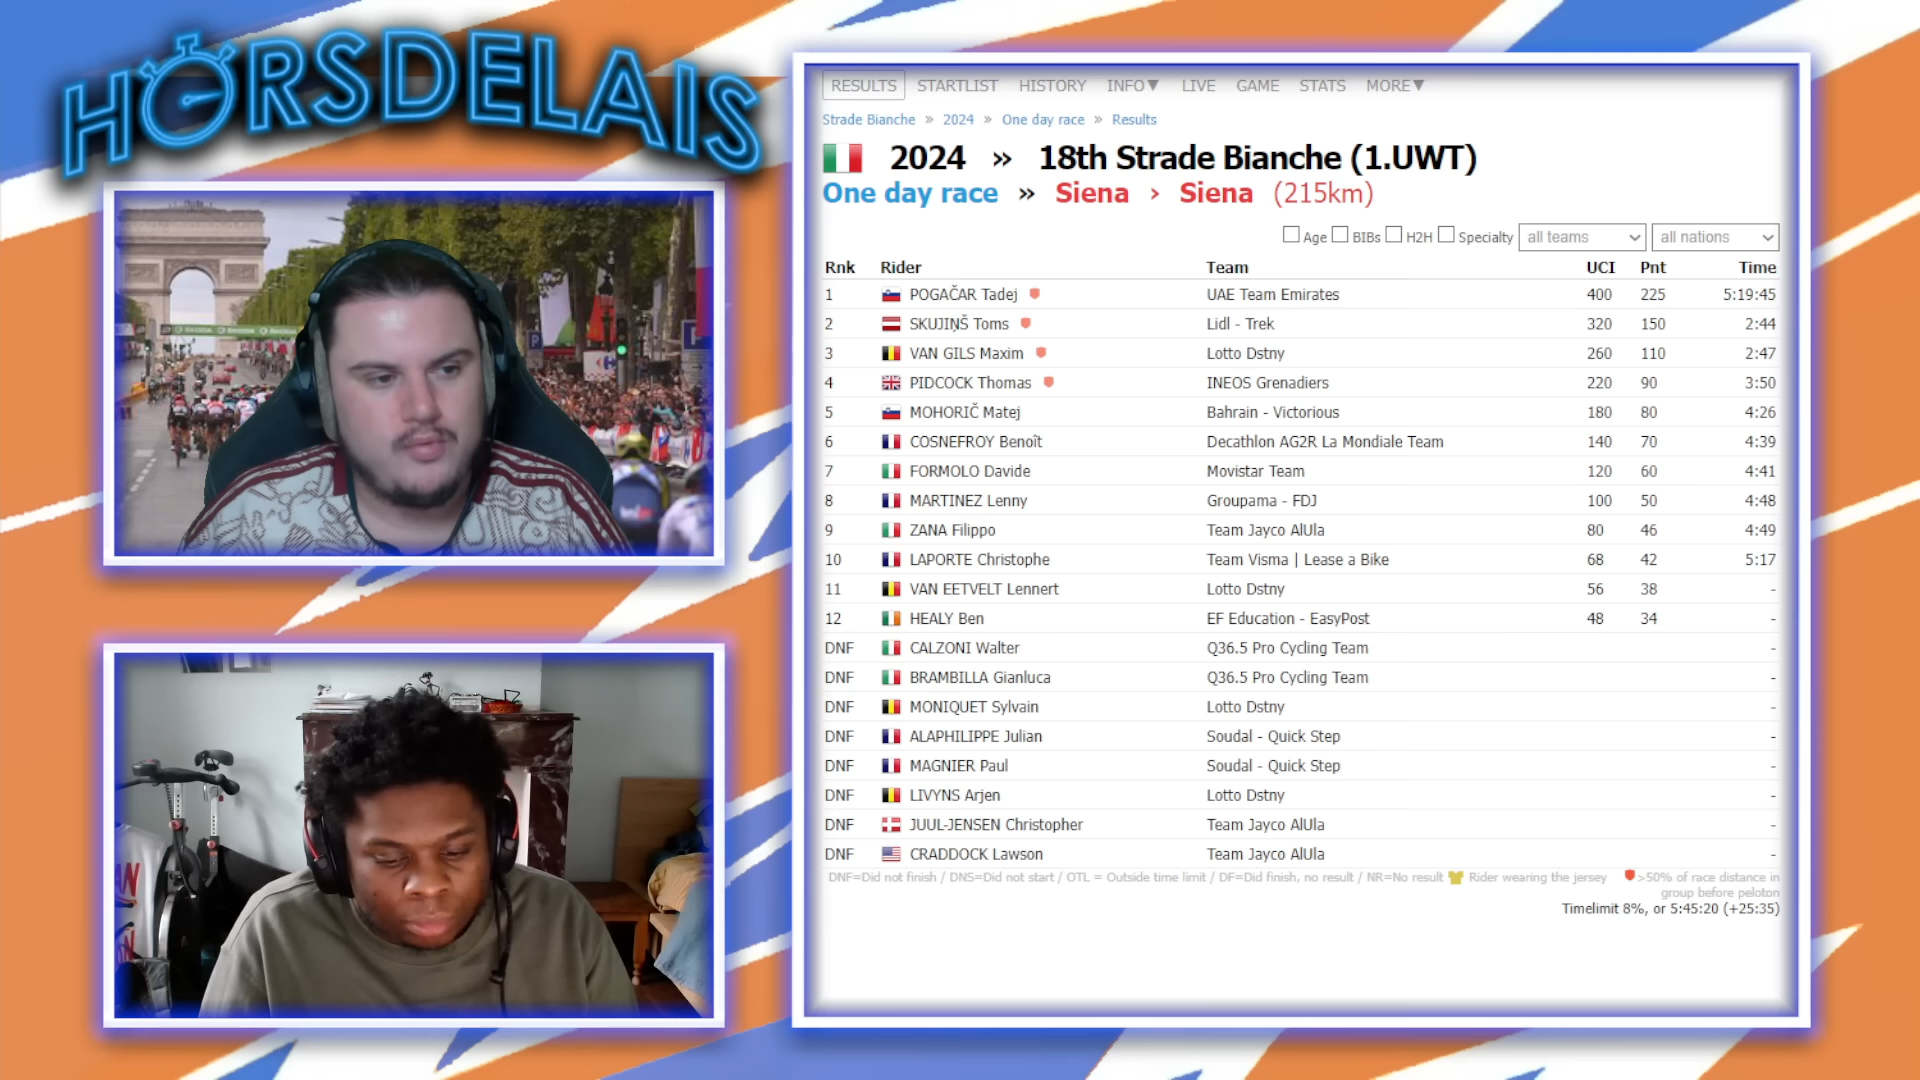 HORSDELAIS
RESULTS STARTLIST HISTORY INFO▼ LIVE GAME STATS MORE▼
Strade Bianche » 2024 » One day race » Results
2024 » 18th Strade Bianche (1.UWT)
One day race » Siena › Siena (215km)
Age BIBs H2H Specialty all teams all nations
Rnk Rider Team UCI Pnt Time
1 POGAČAR Tadej UAE Team Emirates 400 225 5:19:45
2 SKUJIŅŠ Toms Lidl - Trek 320 150 2:44
3 VAN GILS Maxim Lotto Dstny 260 110 2:47
4 PIDCOCK Thomas INEOS Grenadiers 220 90 3:50
5 MOHORIČ Matej Bahrain - Victorious 180 80 4:26
6 COSNEFROY Benoît Decathlon AG2R La Mondiale Team 140 70 4:39
7 FORMOLO Davide Movistar Team 120 60 4:41
8 MARTINEZ Lenny Groupama - FDJ 100 50 4:48
9 ZANA Filippo Team Jayco AlUla 80 46 4:49
10 LAPORTE Christophe Team Visma | Lease a Bike 68 42 5:17
11 VAN EETVELT Lennert Lotto Dstny 56 38 -
12 HEALY Ben EF Education - EasyPost 48 34 -
DNF CALZONI Walter Q36.5 Pro Cycling Team -
DNF BRAMBILLA Gianluca Q36.5 Pro Cycling Team -
DNF MONIQUET Sylvain Lotto Dstny -
DNF ALAPHILIPPE Julian Soudal - Quick Step -
DNF MAGNIER Paul Soudal - Quick Step -
DNF LIVYNS Arjen Lotto Dstny -
DNF JUUL-JENSEN Christopher Team Jayco AlUla -
DNF CRADDOCK Lawson Team Jayco AlUla -
DNF=Did not finish / DNS=Did not start / OTL = Outside time limit / DF=Did finish, no result / NR=No result Rider wearing the jersey >50% of race distance in
group before peloton
Timelimit 8%, or 5:45:20 (+25:35)